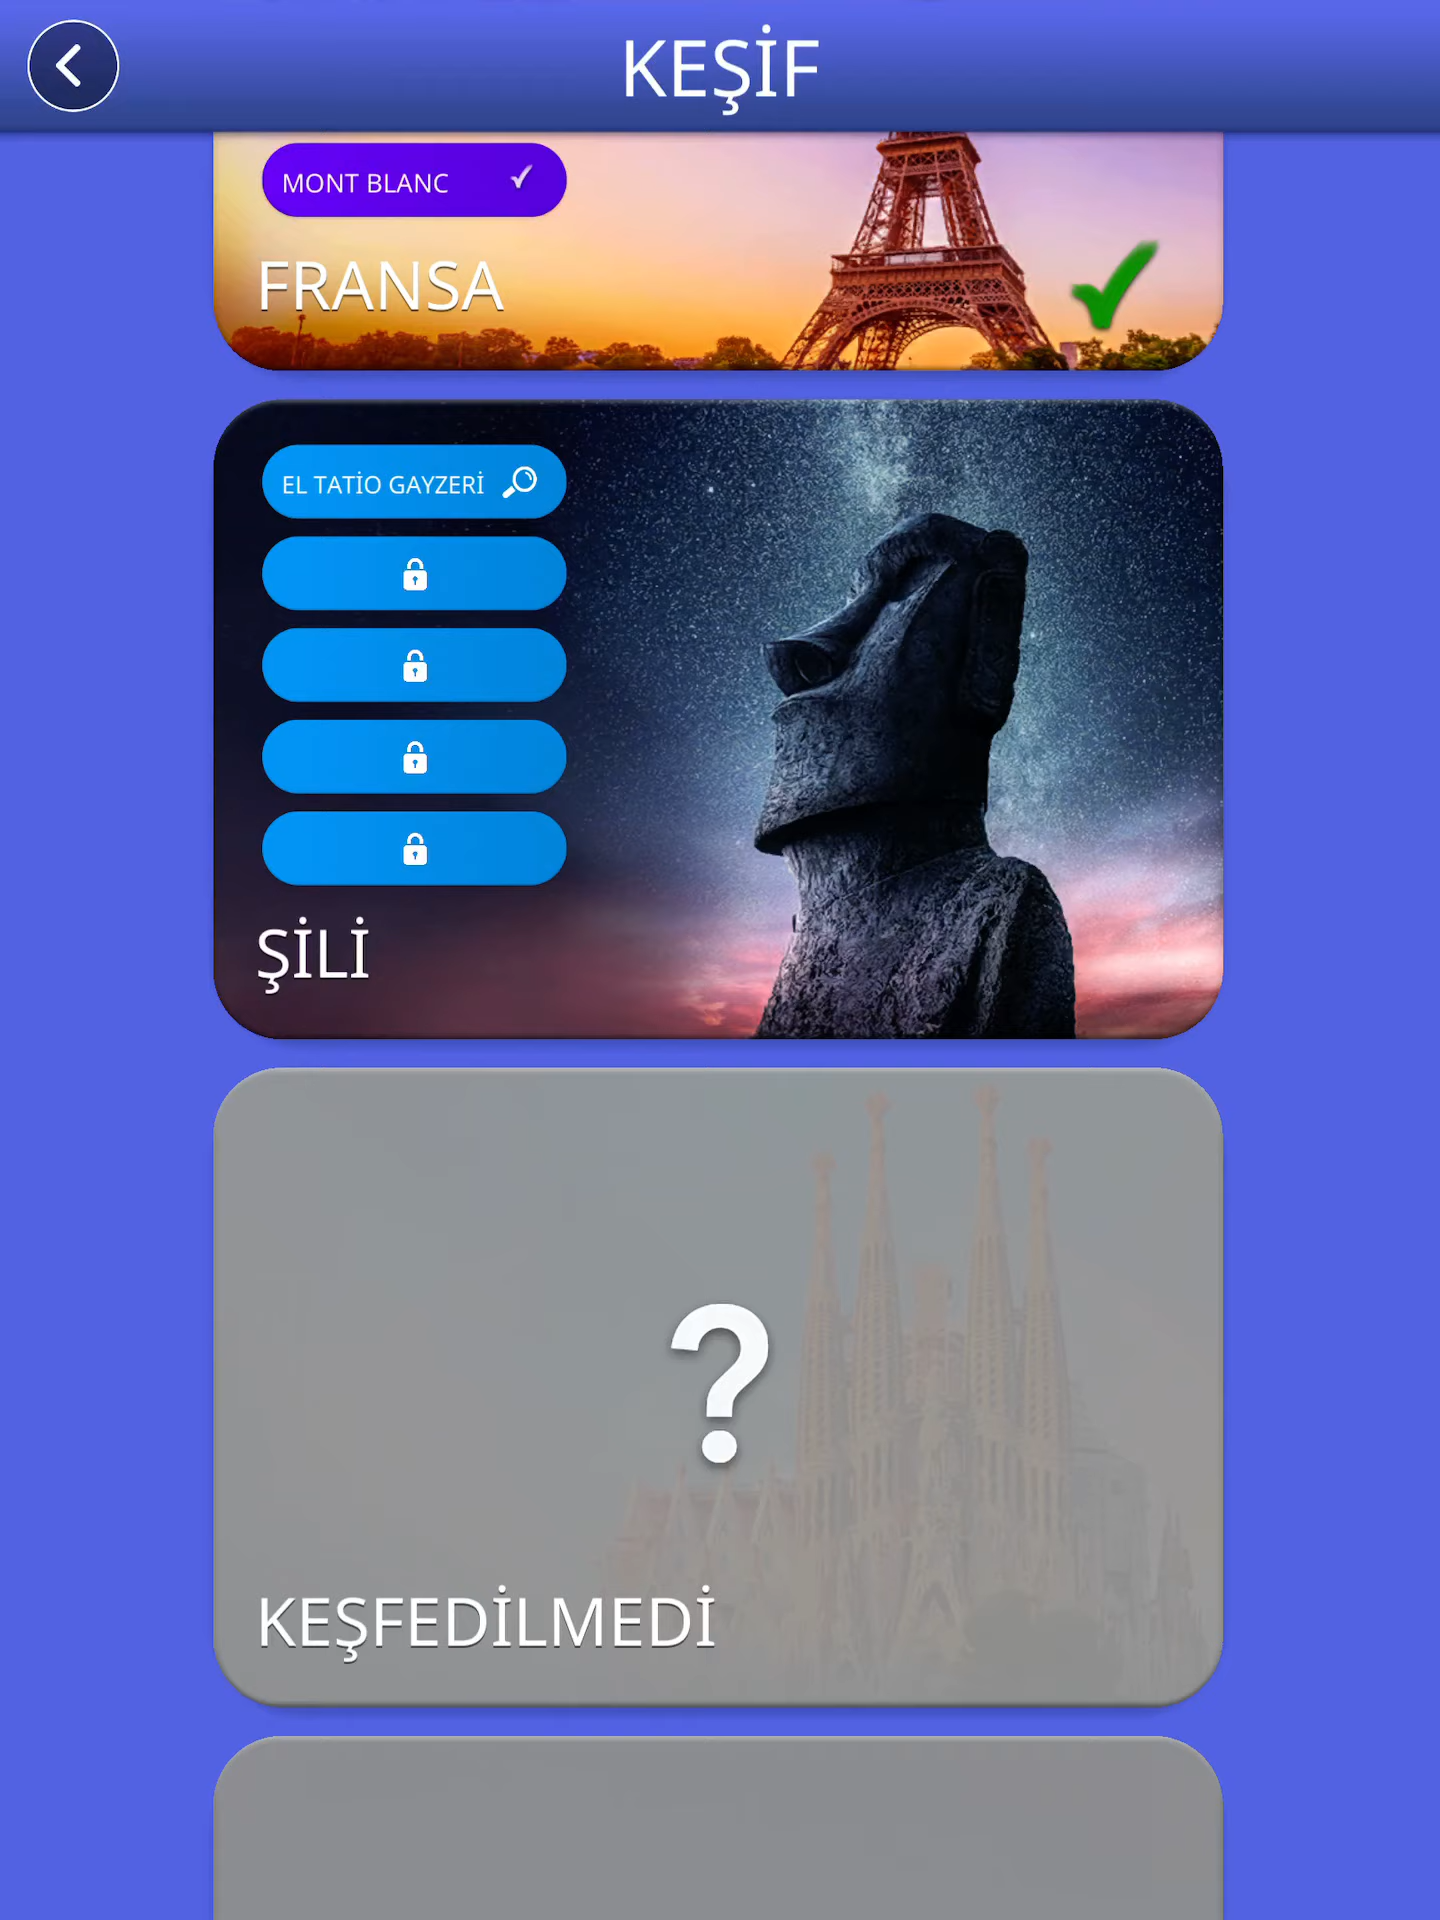 KEŞİF
MONT BLANC
FRANSA
EL TATİO GAYZERİ
ŞİLİ
?
KEŞFEDİLMEDİ